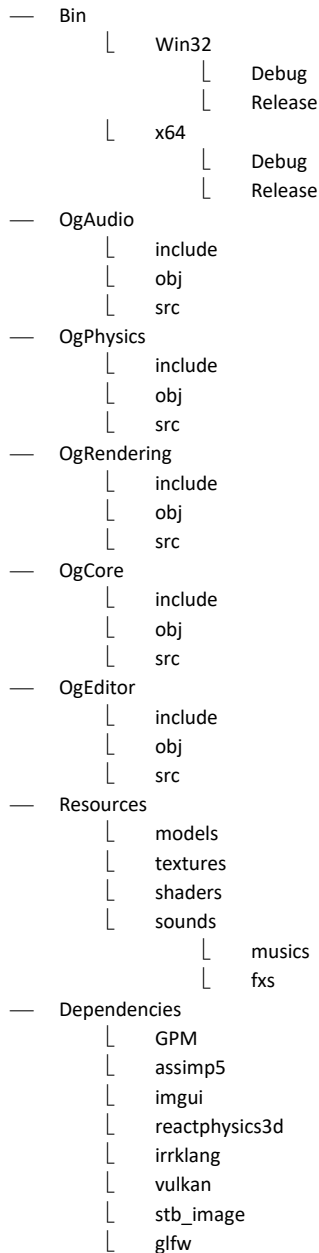 Bin
Win32
Debug
Release
x64
Debug
Release
OgAudio
include
obj
src
OgPhysics
include
obj
src
OgRendering
include
obj
src
OgCore
include
obj
src
OgEditor
include
obj
src
Resources
models
textures
shaders
sounds
musics
fxs
Dependencies
GPM
assimp5
imgui
reactphysics3d
irrklang
vulkan
stb_image
glfw